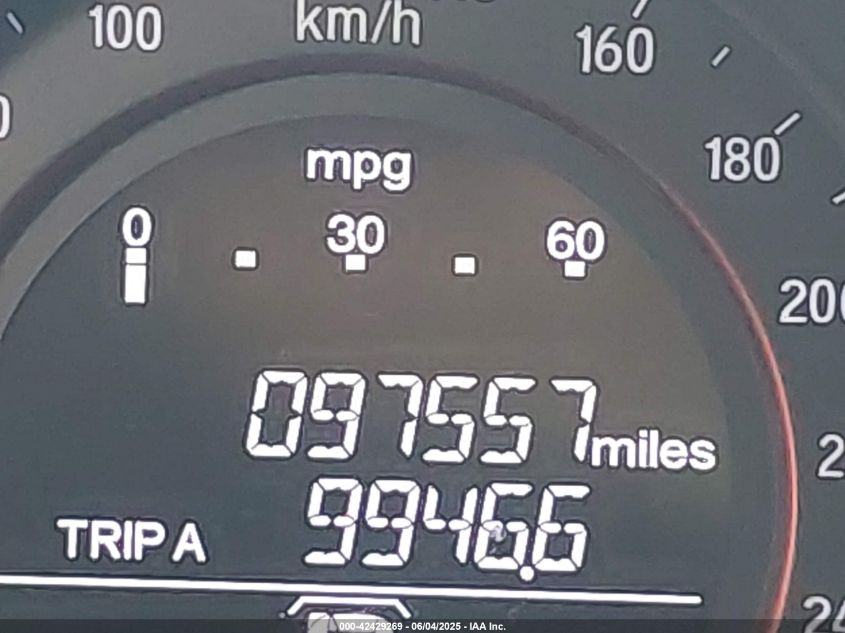 100 km/h 160
180
mpg
0 30 60
097557 miles
TRIP A 9946.6
000-42429269 - 06/04/2025 - IAA Inc.